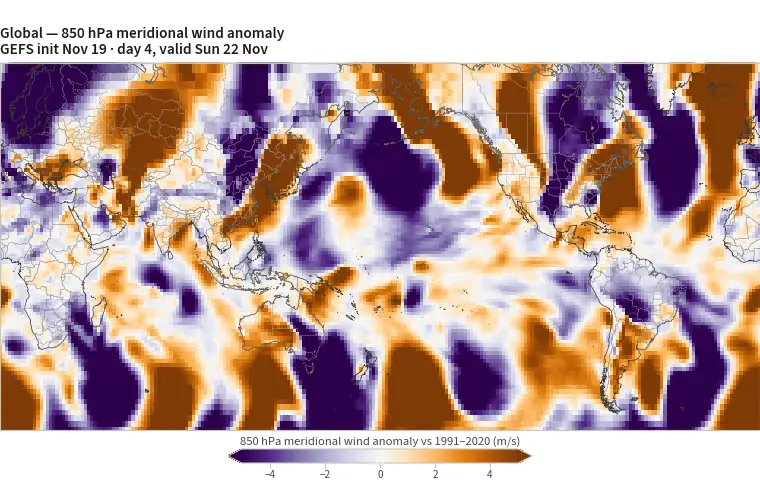 Global — 850 hPa meridional wind anomaly
GEFS init Nov 19 · day 4, valid Sun 22 Nov
850 hPa meridional wind anomaly vs 1991–2020 (m/s)
−4 −2 0 2 4